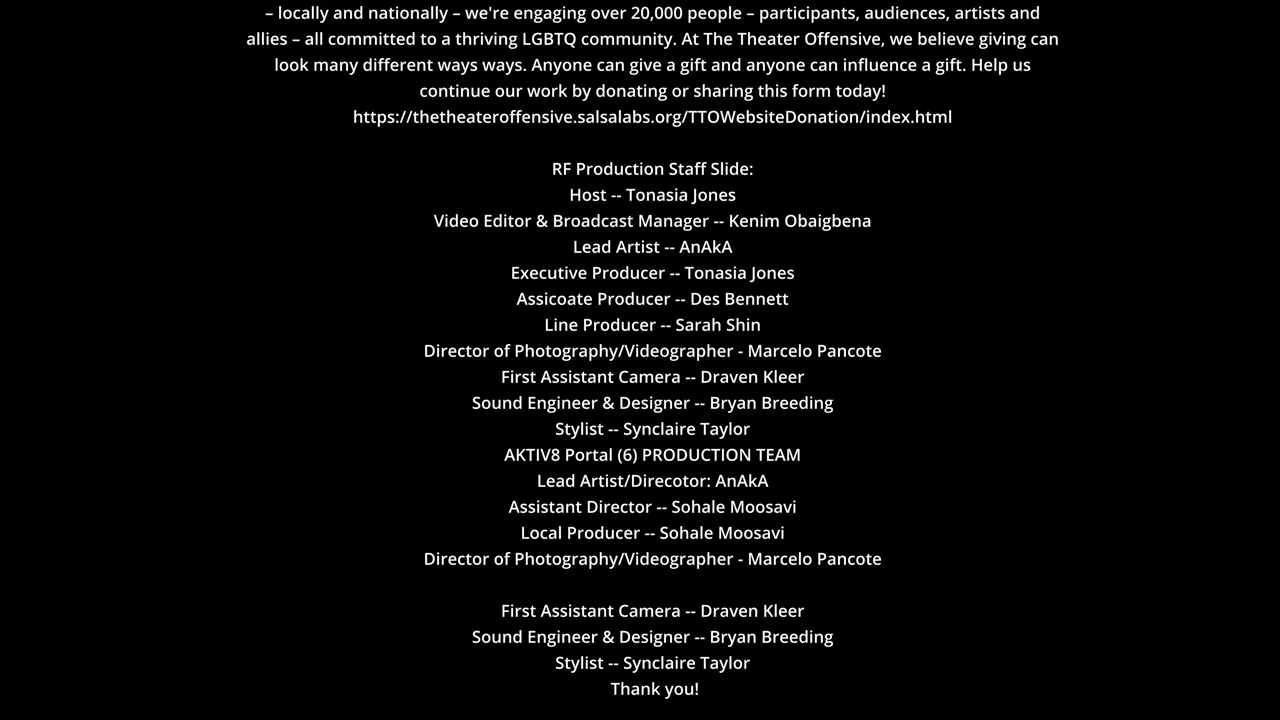 – locally and nationally – we're engaging over 20,000 people – participants, audiences, artists and
allies – all committed to a thriving LGBTQ community. At The Theater Offensive, we believe giving can
look many different ways ways. Anyone can give a gift and anyone can influence a gift. Help us
continue our work by donating or sharing this form today!
https://thetheateroffensive.salsalabs.org/TTOWebsiteDonation/index.html
RF Production Staff Slide:
Host -- Tonasia Jones
Video Editor & Broadcast Manager -- Kenim Obaigbena
Lead Artist -- AnAkA
Executive Producer -- Tonasia Jones
Assicoate Producer -- Des Bennett
Line Producer -- Sarah Shin
Director of Photography/Videographer - Marcelo Pancote
First Assistant Camera -- Draven Kleer
Sound Engineer & Designer -- Bryan Breeding
Stylist -- Synclaire Taylor
AKTIV8 Portal (6) PRODUCTION TEAM
Lead Artist/Direcotor: AnAkA
Assistant Director -- Sohale Moosavi
Local Producer -- Sohale Moosavi
Director of Photography/Videographer - Marcelo Pancote
First Assistant Camera -- Draven Kleer
Sound Engineer & Designer -- Bryan Breeding
Stylist -- Synclaire Taylor
Thank you!